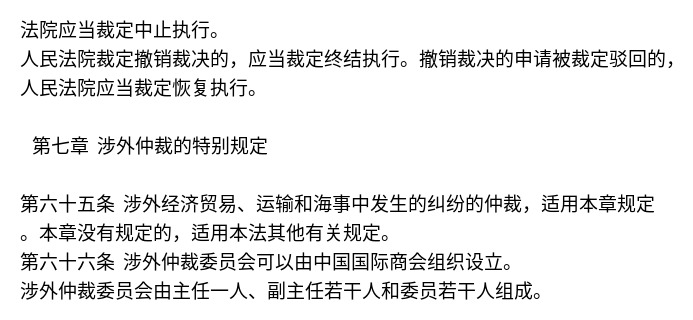 法院应当裁定中止执行。
人民法院裁定撤销裁决的，应当裁定终结执行。撤销裁决的申请被裁定驳回的，
人民法院应当裁定恢复执行。
第七章 涉外仲裁的特别规定
第六十五条 涉外经济贸易、运输和海事中发生的纠纷的仲裁，适用本章规定
。本章没有规定的，适用本法其他有关规定。
第六十六条 涉外仲裁委员会可以由中国国际商会组织设立。
涉外仲裁委员会由主任一人、副主任若干人和委员若干人组成。